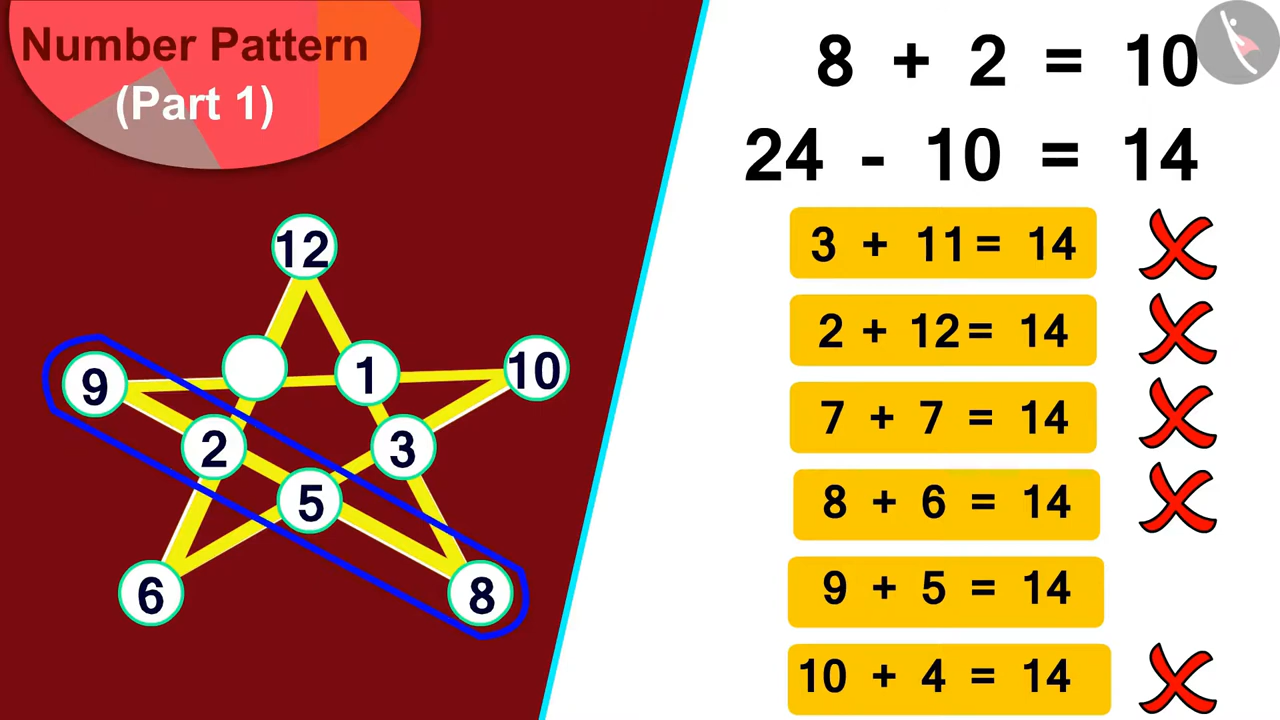 Number Pattern
(Part 1)
8 + 2 = 10
24 - 10 = 14
3 + 11 = 14
2 + 12 = 14
7 + 7 = 14
8 + 6 = 14
9 + 5 = 14
10 + 4 = 14
12
9
1
10
2
3
5
6
8